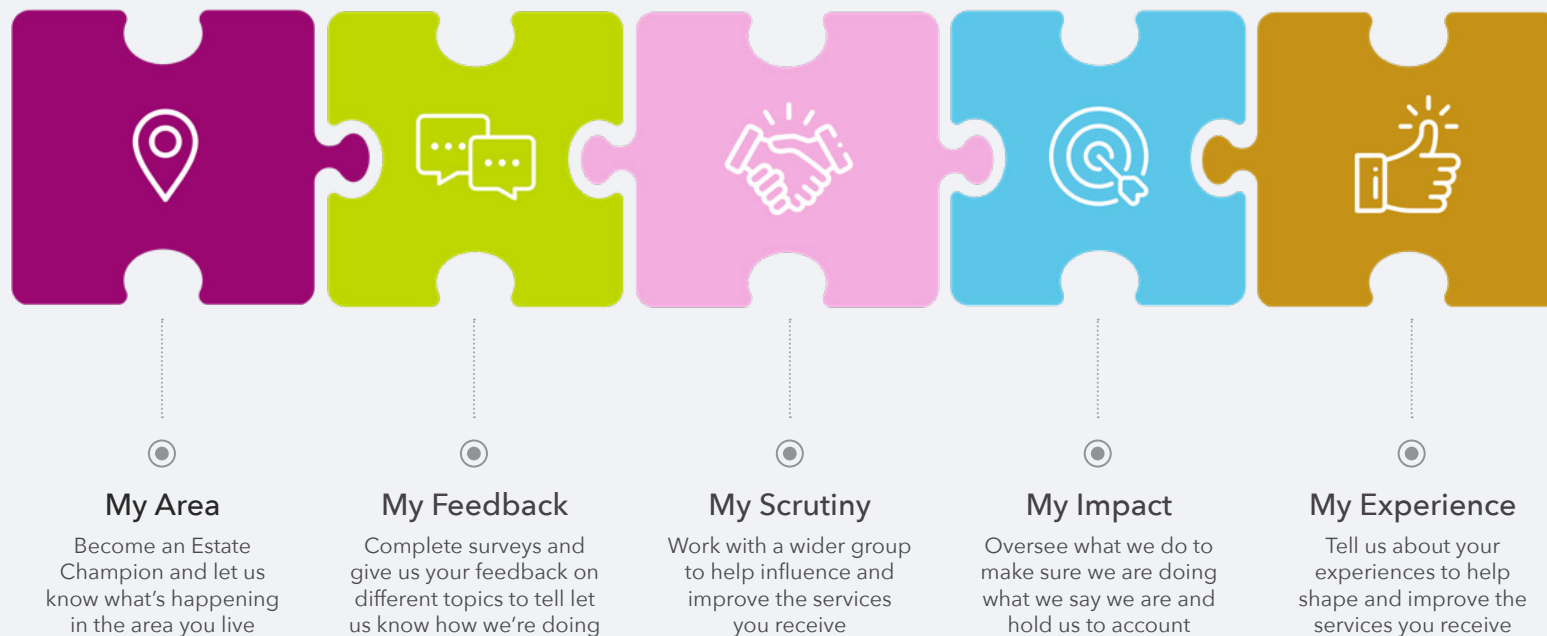 My Area
Become an Estate
Champion and let us
know what’s happening
in the area you live
My Feedback
Complete surveys and
give us your feedback on
different topics to tell let
us know how we’re doing
My Scrutiny
Work with a wider group
to help influence and
improve the services
you receive
My Impact
Oversee what we do to
make sure we are doing
what we say we are and
hold us to account
My Experience
Tell us about your
experiences to help
shape and improve the
services you receive